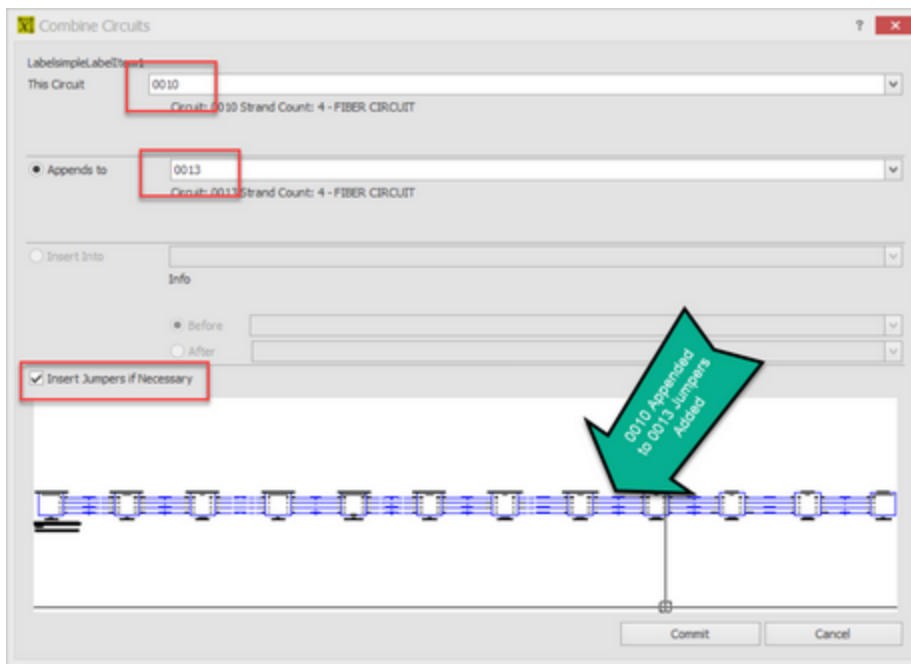 Combine Circuits
?
LabelsimpleLabelItem1
This Circuit 0010
Circuit: 0010 Strand Count: 4 - FIBER CIRCUIT
Appends to 0013
Circuit: 0013 Strand Count: 4 - FIBER CIRCUIT
Insert Into
Info
Before
After
Insert Jumpers if Necessary
0010 Appended
to 0013 Jumpers
Added
Commit Cancel